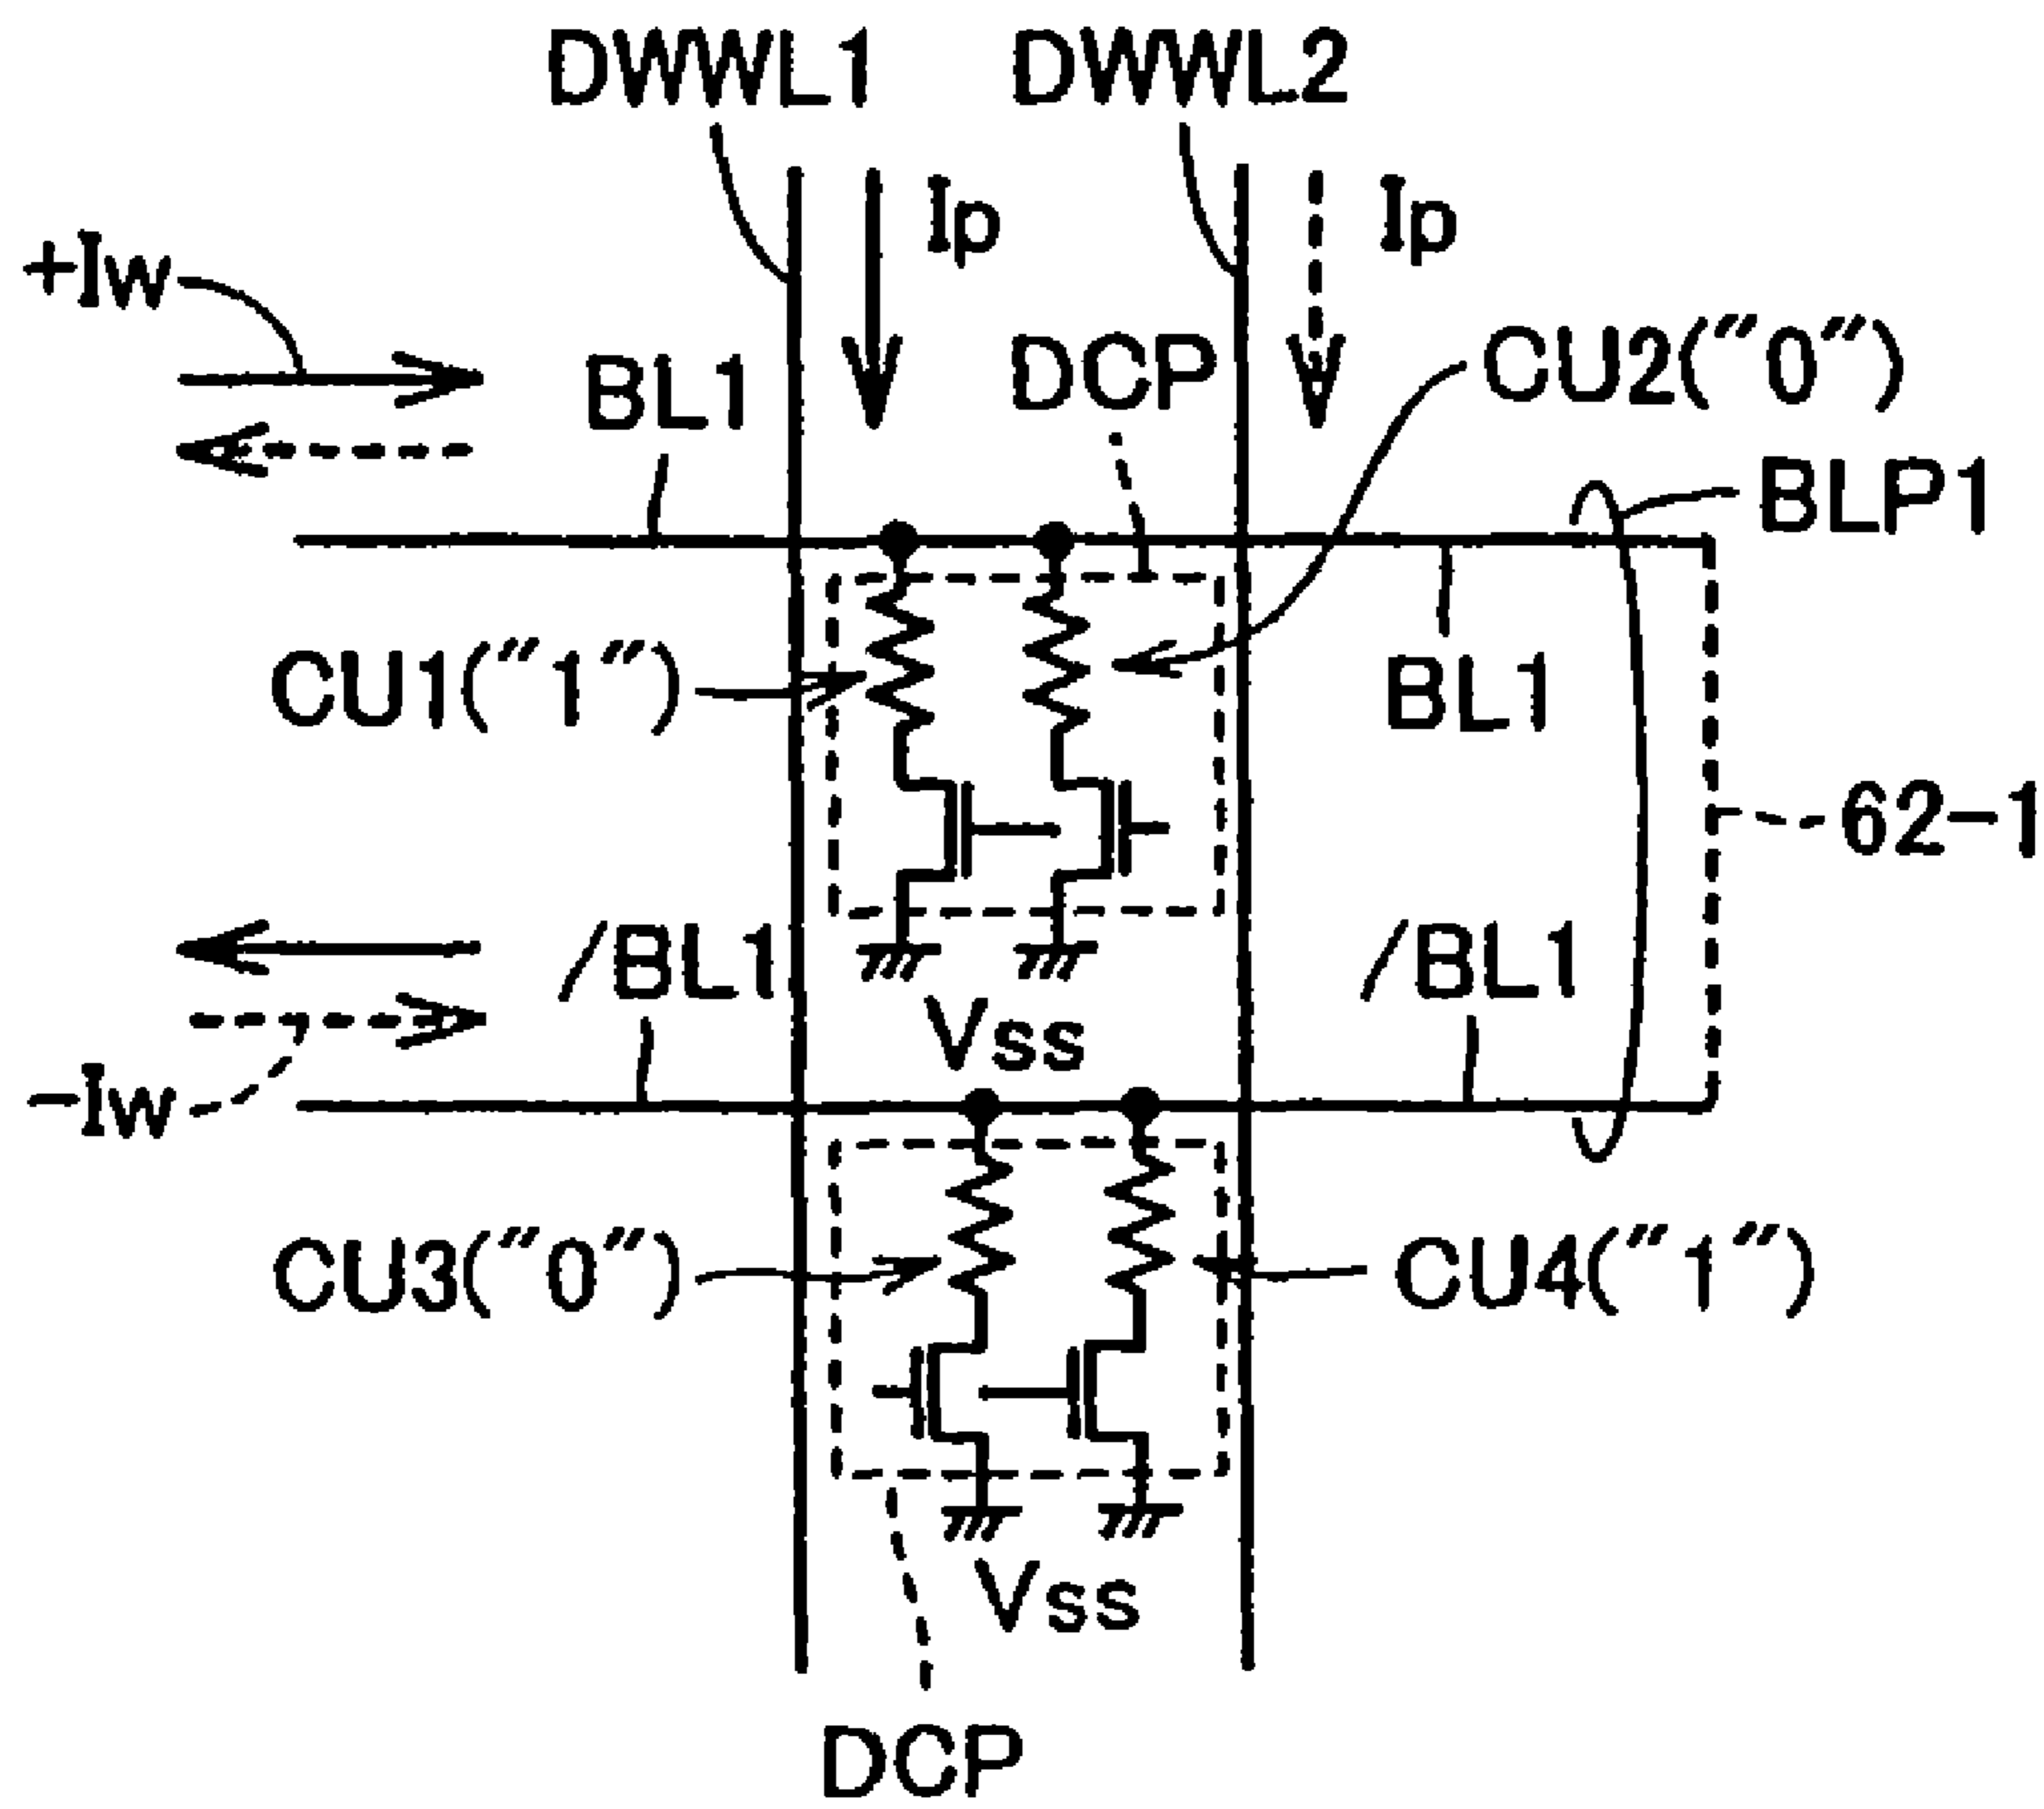 DWWL1 DWWL2
Ip Ip
+Iw
BL1 DCP CU2("0")
BLP1
CU1("1") BL1
62-1
/BL1 /BL1
Vss
-Iw
CU3("0") CU4("1")
Vss
DCP